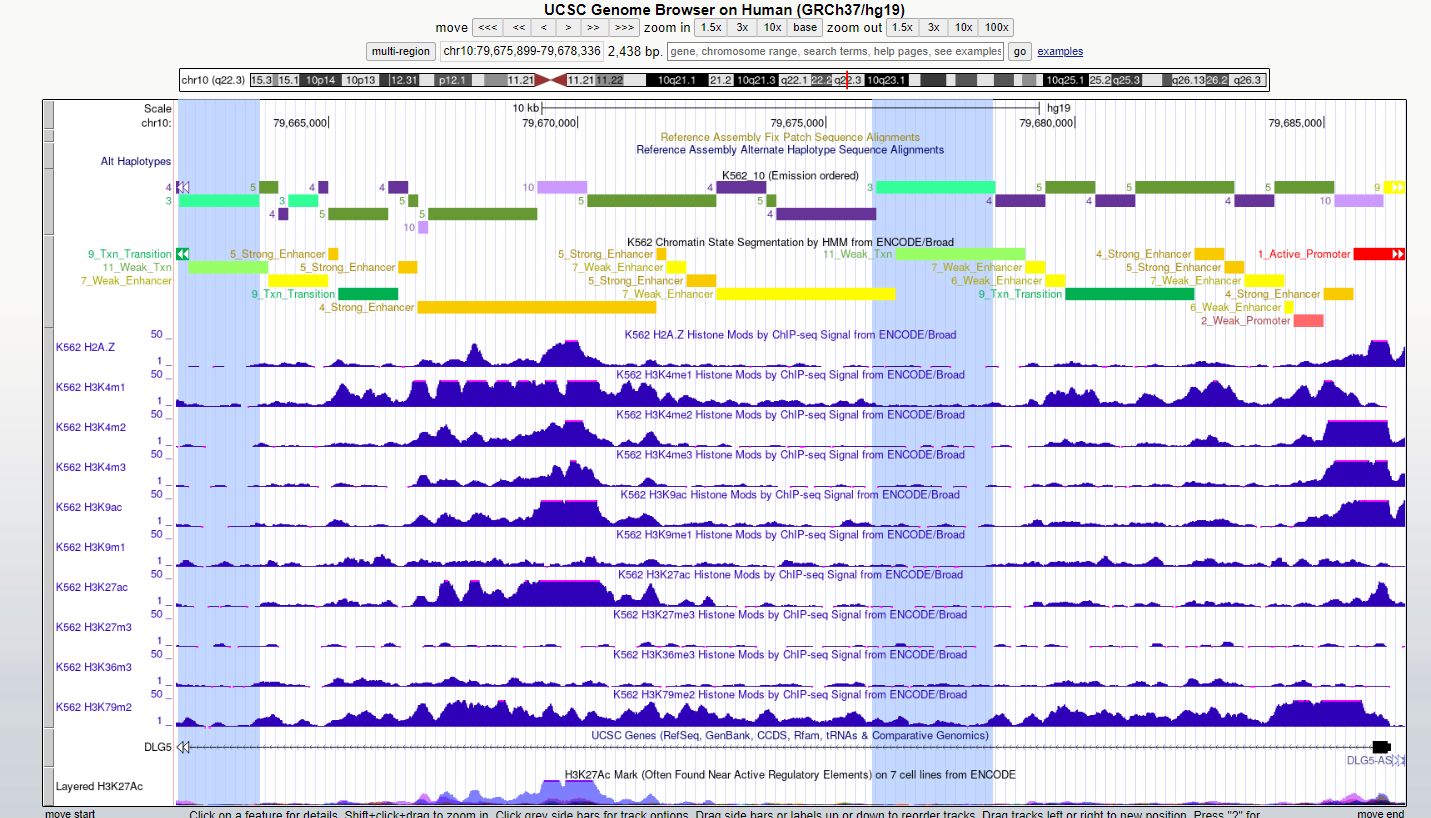 UCSC Genome Browser on Human (GRCh37/hg19)
move <<< << < > >> >>> zoom in 1.5x 3x 10x base zoom out 1.5x 3x 10x 100x
multi-region chr10:79,675,899-79,678,336 2,438 bp. gene, chromosome range, search terms, help pages, see examples go examples
chr10 (q22.3) 15.3 15.1 10p14 10p13 12.31 p12.1 11.21 11.21 11.22 10q21.1 21.2 10q21.3 q22.1 22.2 q22.3 10q23.1 10q25.1 25.2 q25.3 q26.13 26.2 q26.3
Scale 10 kb hg19
chr10: 79,665,000 79,670,000 79,675,000 79,680,000 79,685,000
Reference Assembly Fix Patch Sequence Alignments
Reference Assembly Alternate Haplotype Sequence Alignments
Alt Haplotypes
K562_10 (Emission ordered)
4 5 4 4 10 4 3 5 5 5 9
3 3 5 5 4 4 4 10
4 5 5 4
10
K562 Chromatin State Segmentation by HMM from ENCODE/Broad
9_Txn_Transition 5_Strong_Enhancer 5_Strong_Enhancer 11_Weak_Txn 4_Strong_Enhancer 1_Active_Promoter
11_Weak_Txn 5_Strong_Enhancer 7_Weak_Enhancer 7_Weak_Enhancer 5_Strong_Enhancer
7_Weak_Enhancer 5_Strong_Enhancer 6_Weak_Enhancer 7_Weak_Enhancer
9_Txn_Transition 7_Weak_Enhancer 9_Txn_Transition 4_Strong_Enhancer
4_Strong_Enhancer 6_Weak_Enhancer
2_Weak_Promoter
K562 H2A.Z Histone Mods by ChIP-seq Signal from ENCODE/Broad
50
K562 H2A.Z
1
K562 H3K4me1 Histone Mods by ChIP-seq Signal from ENCODE/Broad
50
K562 H3K4m1
1
K562 H3K4me2 Histone Mods by ChIP-seq Signal from ENCODE/Broad
50
K562 H3K4m2
1
K562 H3K4me3 Histone Mods by ChIP-seq Signal from ENCODE/Broad
50
K562 H3K4m3
1
K562 H3K9ac Histone Mods by ChIP-seq Signal from ENCODE/Broad
50
K562 H3K9ac
1
K562 H3K9me1 Histone Mods by ChIP-seq Signal from ENCODE/Broad
50
K562 H3K9m1
1
K562 H3K27ac Histone Mods by ChIP-seq Signal from ENCODE/Broad
50
K562 H3K27ac
1
K562 H3K27me3 Histone Mods by ChIP-seq Signal from ENCODE/Broad
50
K562 H3K27m3
1
K562 H3K36me3 Histone Mods by ChIP-seq Signal from ENCODE/Broad
50
K562 H3K36m3
1
K562 H3K79me2 Histone Mods by ChIP-seq Signal from ENCODE/Broad
50
K562 H3K79m2
1
UCSC Genes (RefSeq, GenBank, CCDS, Rfam, tRNAs & Comparative Genomics)
DLG5
DLG5-AS
H3K27Ac Mark (Often Found Near Active Regulatory Elements) on 7 cell lines from ENCODE
Layered H3K27Ac
move start Click on a feature for details. Shift+click+drag to zoom in. Click grey side bars for track options. Drag side bars or labels up or down to reorder tracks. Drag tracks left or right to new position. Press "?" for move end